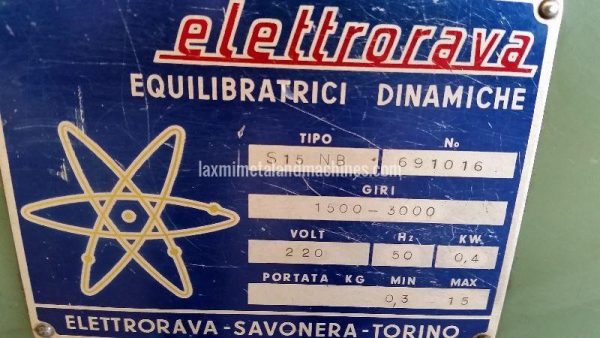 elettrorava
EQUILIBRATRICI DINAMICHE
TIPO No
S15 NB 691016
laxmimetalendmachines.com
GIRI
1500-3000
VOLT Hz KW
220 50 0,4
PORTATA KG MIN MAX
0,3 15
ELETTRORAVA-SAVONERA-TORINO